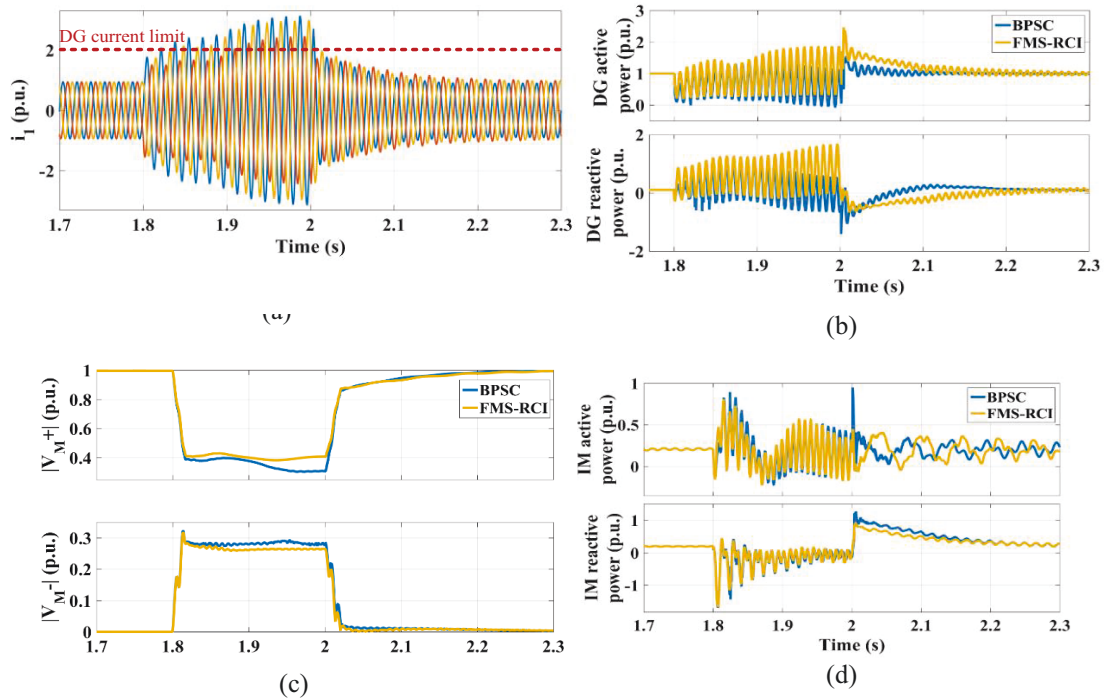 DG current limit
2
0
-2
i1 (p.u.)
1.7 1.8 1.9 2 2.1 2.2 2.3
Time (s)
BPSC
FMS-RCI
3
2
1
0
DG active
power (p.u.)
2
0
-2
DG reactive
power (p.u.
1.8 1.9 2 2.1 2.2 2.3
Time (s)
(b)
BPSC
FMS-RCI
1
0.8
0.6
0.4
|VM+| (p.u.)
0.3
0.2
0.1
0
|VM-| (p.u.)
1.7 1.8 1.9 2 2.1 2.2 2.3
(c)
BPSC
FMS-RCI
1
0.5
0
IM active
power (p.u.)
1
0
-1
IM reactive
power (p.u.)
1.7 1.8 1.9 2 2.1 2.2 2.3
Time (s)
(d)